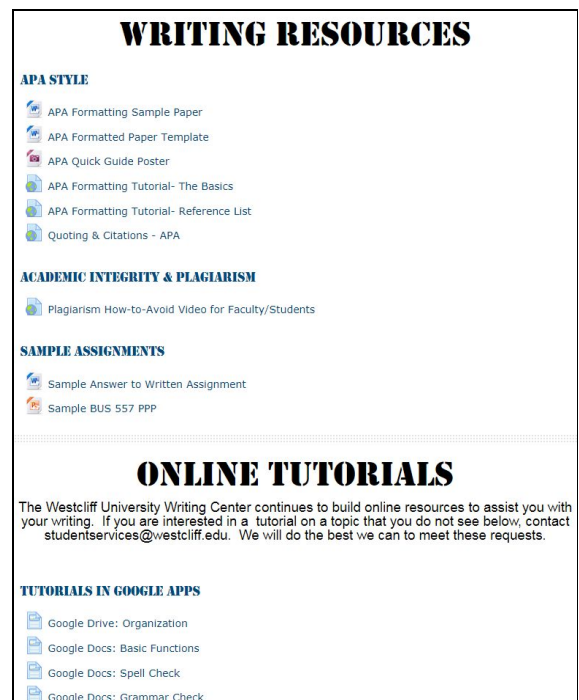 WRITING RESOURCES
APA STYLE
APA Formatting Sample Paper
APA Formatted Paper Template
APA Quick Guide Poster
APA Formatting Tutorial- The Basics
APA Formatting Tutorial- Reference List
Quoting & Citations - APA
ACADEMIC INTEGRITY & PLAGIARISM
Plagiarism How-to-Avoid Video for Faculty/Students
SAMPLE ASSIGNMENTS
Sample Answer to Written Assignment
Sample BUS 557 PPP
ONLINE TUTORIALS
The Westcliff University Writing Center continues to build online resources to assist you with
your writing.  If you are interested in a  tutorial on a topic that you do not see below, contact
studentservices@westcliff.edu.  We will do the best we can to meet these requests.
TUTORIALS IN GOOGLE APPS
Google Drive: Organization
Google Docs: Basic Functions
Google Docs: Spell Check
Google Docs: Grammar Check